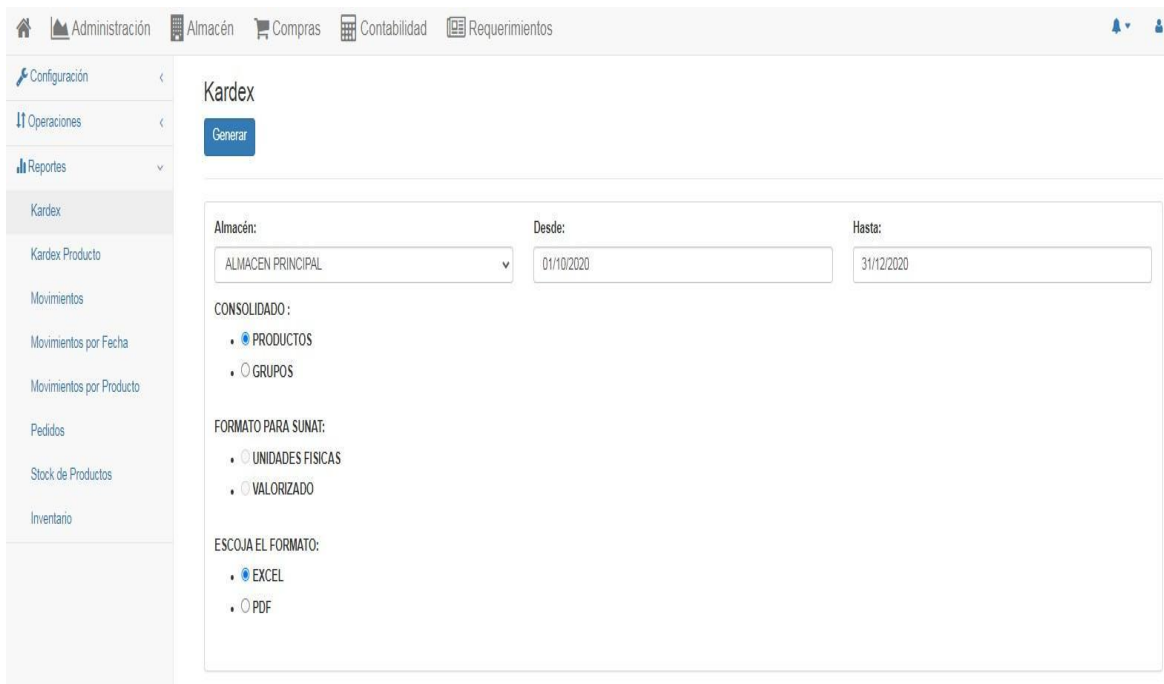 Administración Almacén Compras Contabilidad Requerimientos
Configuración
Operaciones
Reportes
Kardex
Kardex Producto
Movimientos
Movimientos por Fecha
Movimientos por Producto
Pedidos
Stock de Productos
Inventario
Kardex
Generar
Almacén: Desde: Hasta:
ALMACEN PRINCIPAL 01/10/2020 31/12/2020
CONSOLIDADO :
PRODUCTOS
GRUPOS
FORMATO PARA SUNAT:
UNIDADES FISICAS
VALORIZADO
ESCOJA EL FORMATO:
EXCEL
PDF